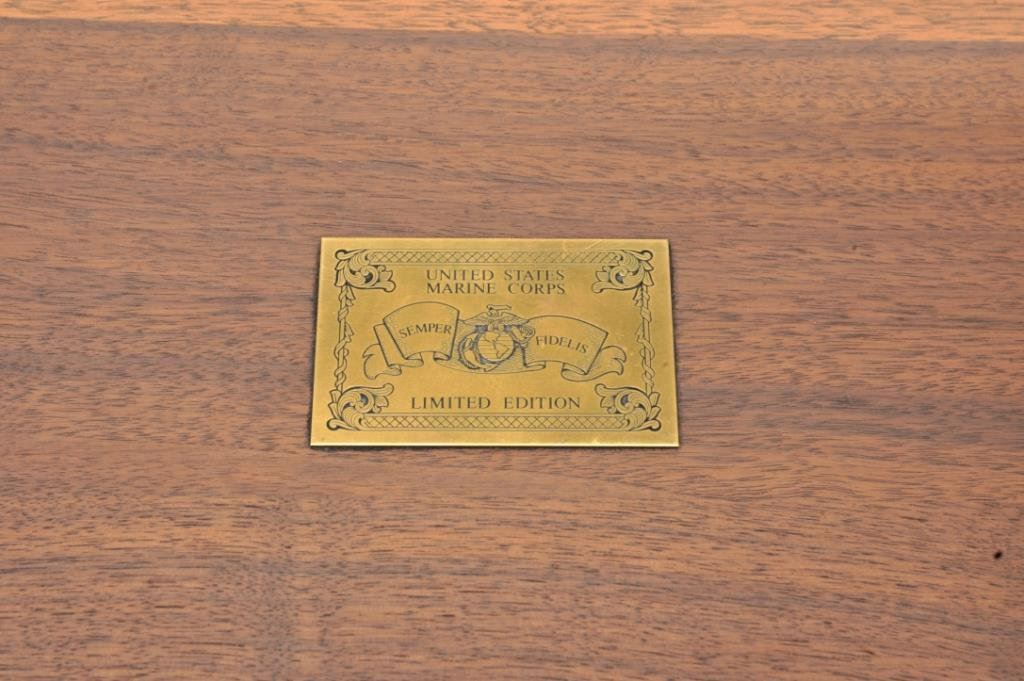 UNITED STATES
MARINE CORPS
SEMPER FIDELIS
LIMITED EDITION